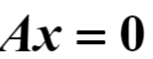 Ax = 0